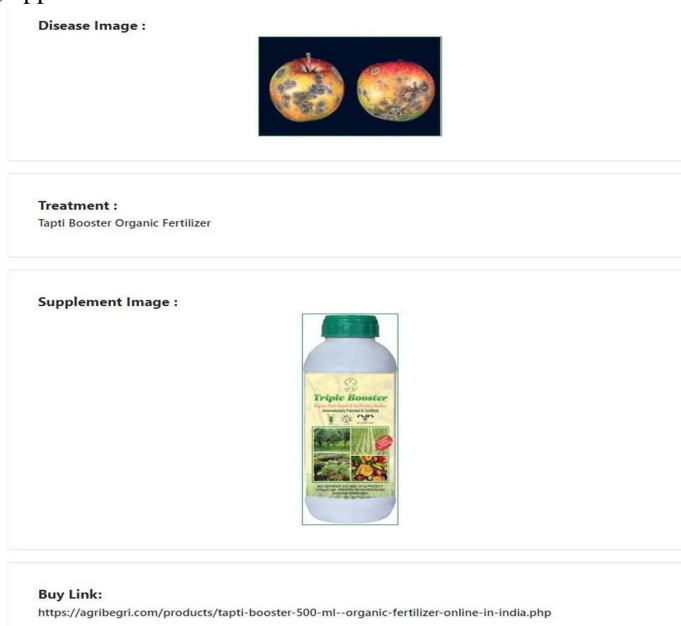 Disease Image :
Treatment :
Tapti Booster Organic Fertilizer
Supplement Image :
Triple Booster
Buy Link:
https://agribegri.com/products/tapti-booster-500-ml--organic-fertilizer-online-in-india.php